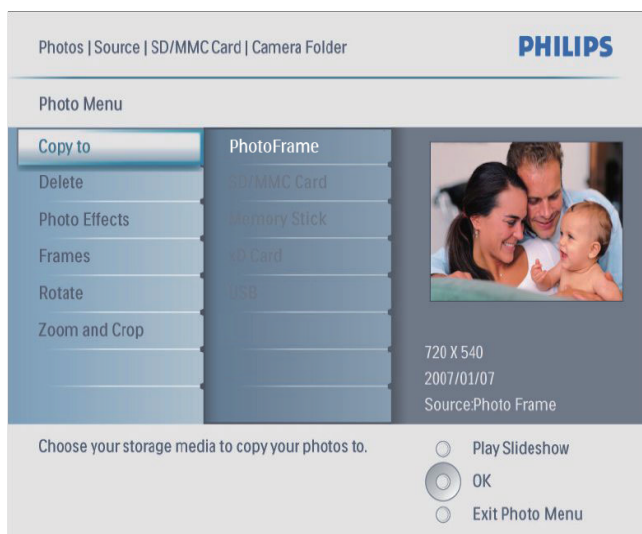 Photos | Source | SD/MMC Card | Camera Folder
PHILIPS
Photo Menu
Copy to
Delete
Photo Effects
Frames
Rotate
Zoom and Crop
PhotoFrame
SD/MMC Card
Memory Stick
xD Card
USB
720 X 540
2007/01/07
Source:Photo Frame
Choose your storage media to copy your photos to.
Play Slideshow
OK
Exit Photo Menu